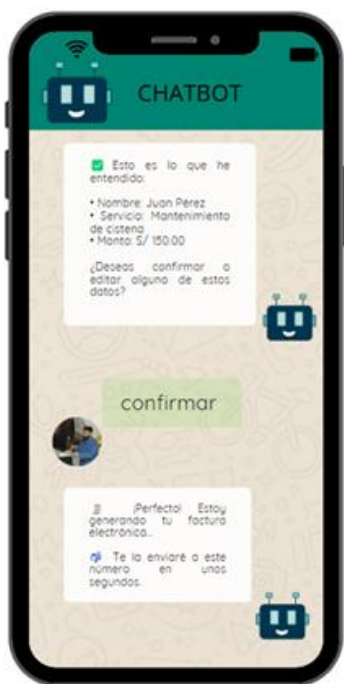 CHATBOT
✅ Esto es lo que he
entendido:
• Nombre: Juan Pérez
• Servicio: Mantenimiento
de cisterna
• Monto: S/ 150.00
¿Deseas confirmar o
editar alguno de estos
datos?
confirmar
¡Perfecto! Estoy
generando tu factura
electrónica...
📬 Te la enviaré a este
número en unos
segundos.